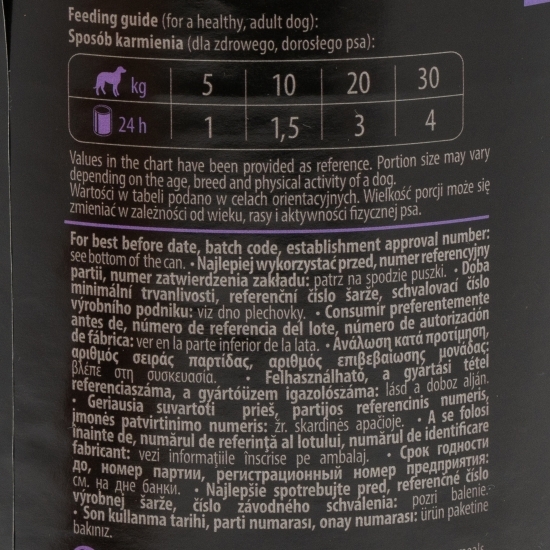 Feeding guide (for a healthy, adult dog):
Sposób karmienia (dla zdrowego, dorosłego psa):
kg 5 10 20 30
24 h 1 1,5 3 4
Values in the chart have been provided as reference. Portion size may vary
depending on the age, breed and physical activity of a dog.
Wartości w tabeli podano w celach orientacyjnych. Wielkość porcji może się
zmieniać w zależności od wieku, rasy i aktywności fizycznej psa.
For best before date, batch code, establishment approval number:
see bottom of the can. • Najlepiej wykorzystać przed, numer referencyjny
partii, numer zatwierdzenia zakładu: patrz na spodzie puszki. • Doba
minimální trvanlivosti, referenční číslo šarže, schvalovací číslo
výrobního podniku: viz dno plechovky. • Consumir preferentemente
antes de, número de referencia del lote, número de autorización
de fábrica: ver en la parte inferior de la lata. • Ανάλωση κατά προτίμηση,
αριθμός σειράς παρτίδας, αριθμός επιβεβαίωσης μονάδας:
βλέπε στη συσκευασία. • Felhasználható, a gyártási tétel
referenciaszáma, a gyártóüzem igazolószáma: lásd a doboz alján.
• Geriausia suvartoti prieš, partijos referencinis numeris,
įmonės patvirtinimo numeris: žr. skardinės apačioje. • A se folosi
înainte de, numărul de referinţă al lotului, numărul de identificare
fabricant: vezi informaţiile înscrise pe ambalaj. • Срок годности
до, номер партии, регистрационный номер предприятия:
см. на дне банки. • Najlepšie spotrebujte pred, referenčné číslo
výrobnej šarže, číslo závodného schválenia: pozri balenie.
• Son kullanma tarihi, parti numarası, onay numarası: ürün paketine
bakınız.